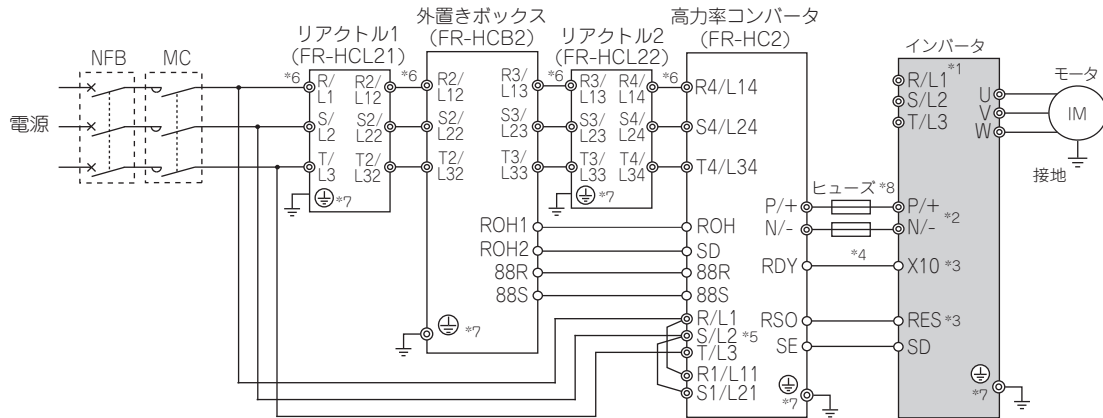 外置きボックス
(FR-HCB2)
高力率コンバータ
(FR-HC2)
リアクトル1
(FR-HCL21)
リアクトル2
(FR-HCL22)
インバータ
モータ
NFB
MC
電源
*6
R/
L1
R2/
L12
*6
R2/
L12
R3/
L13
*6
R3/
L13
R4/
L14
*6
R4/L14
R/L1 *1
S/L2
T/L3
U
V
W
IM
接地
S/
L2
S2/
L22
S2/
L22
S3/
L23
S3/
L23
S4/
L24
S4/L24
T/
L3
T2/
L32
T2/
L32
T3/
L33
T3/
L33
T4/
L34
T4/L34
*7
*7
ヒューズ *8
P/+
N/-
P/+
N/- *2
ROH1
ROH2
88R
88S
ROH
SD
88R
88S
RDY
*4
X10 *3
*7
R/L1
S/L2 *5
T/L3
R1/L11
S1/L21
RSO
SE
RES *3
SD
*7
*7